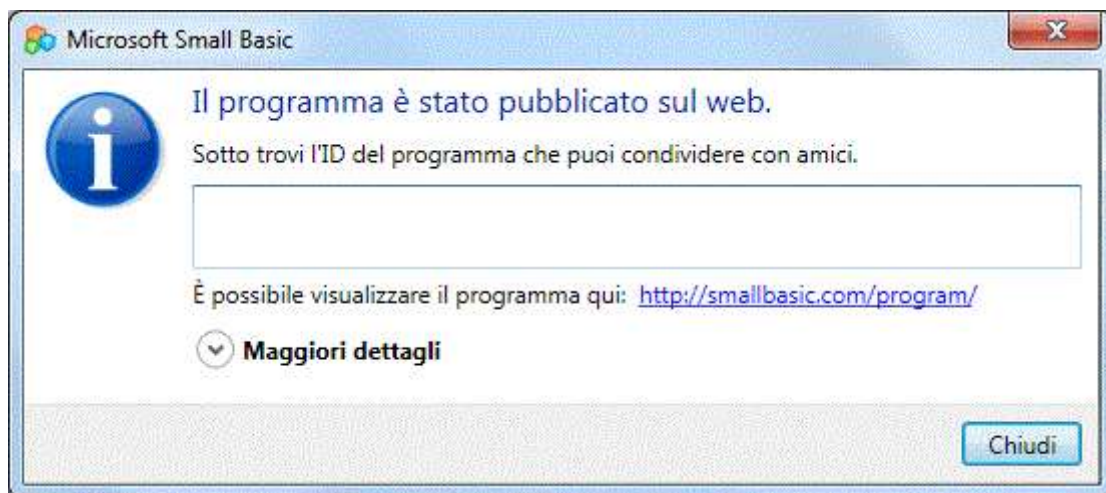 Microsoft Small Basic
Il programma è stato pubblicato sul web.
Sotto trovi l'ID del programma che puoi condividere con amici.
È possibile visualizzare il programma qui: http://smallbasic.com/program/
Maggiori dettagli
Chiudi